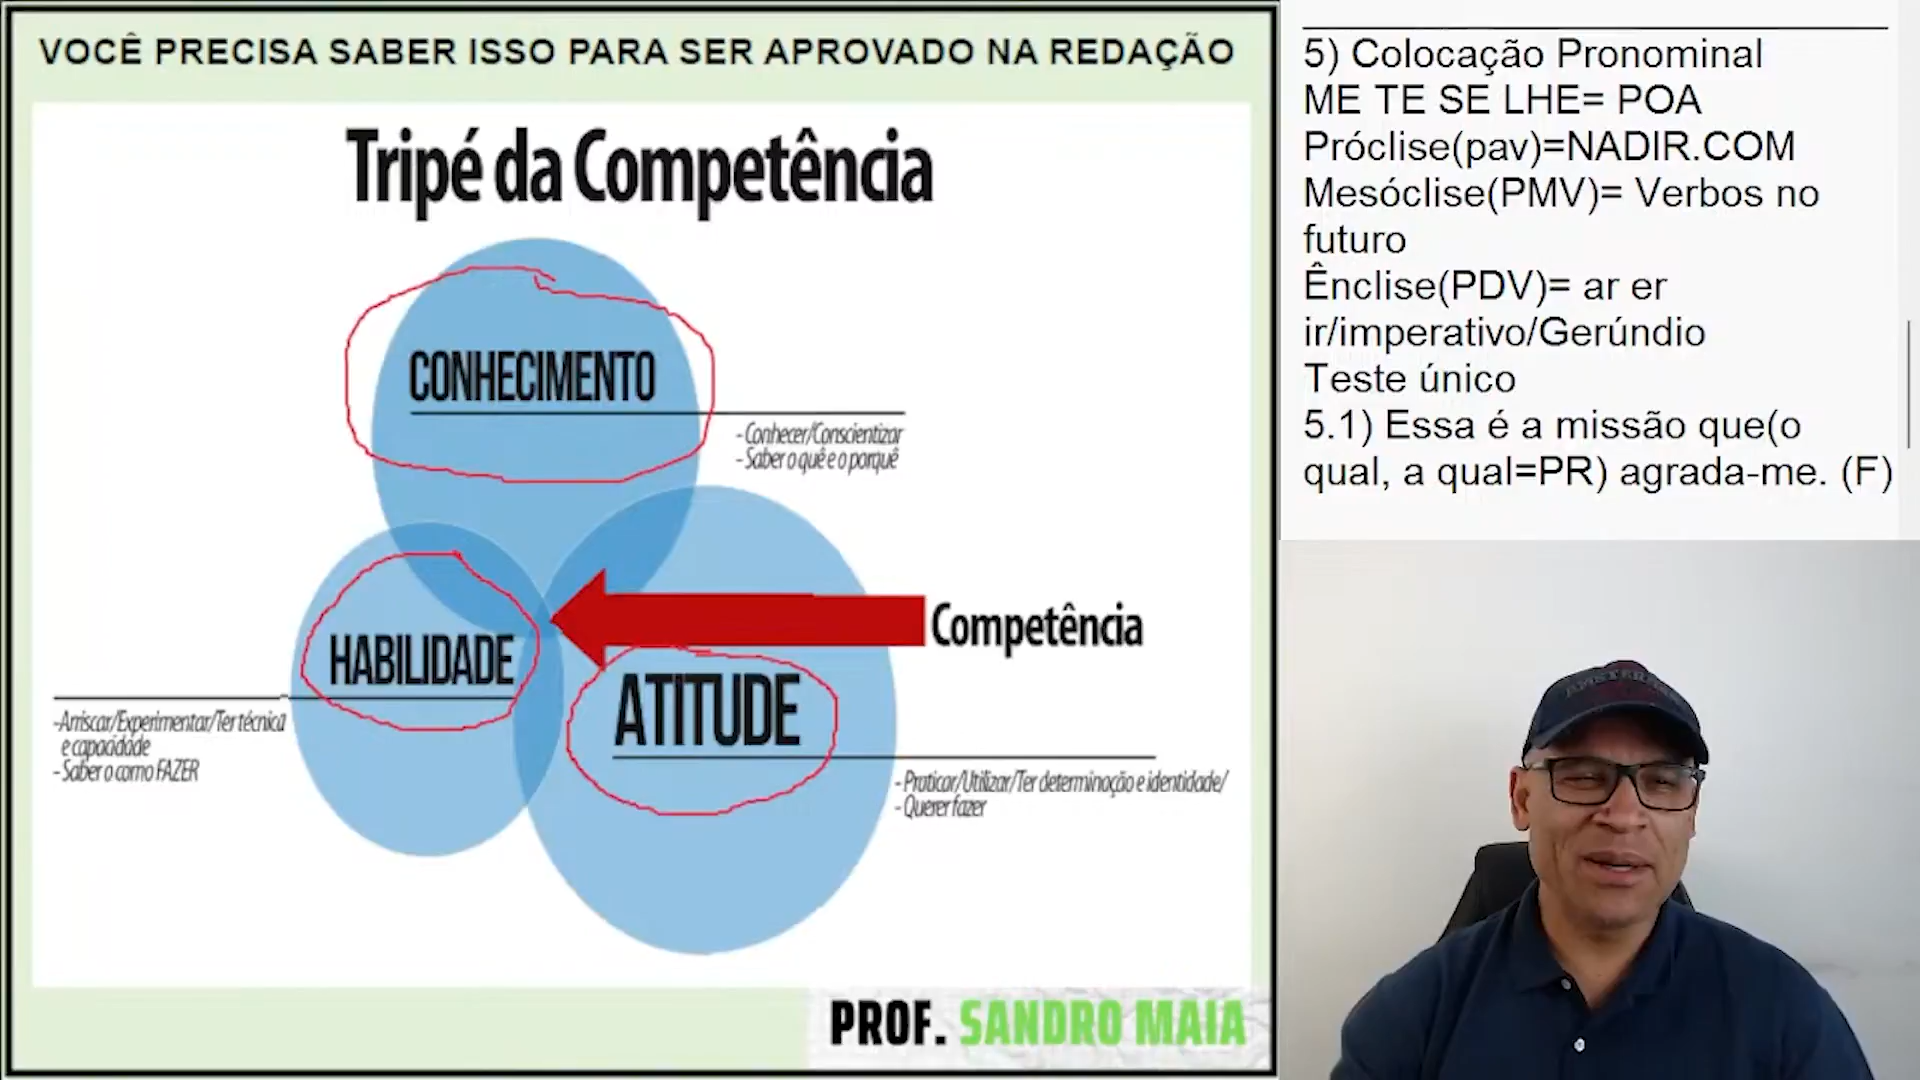 VOCÊ PRECISA SABER ISSO PARA SER APROVADO NA REDAÇÃO
Tripé da Competência
CONHECIMENTO
- Conhecer/Conscientizar
- Saber o quê e o porquê
HABILIDADE
-Arriscar/Experimentar/Ter técnica
e capacidade
- Saber o como FAZER
Competência
ATITUDE
- Praticar/Utilizar/Ter determinação e identidade/
- Querer fazer
PROF. SANDRO MAIA
5) Colocação Pronominal
ME TE SE LHE= POA
Próclise(pav)=NADIR.COM
Mesóclise(PMV)= Verbos no
futuro
Ênclise(PDV)= ar er
ir/imperativo/Gerúndio
Teste único
5.1) Essa é a missão que(o
qual, a qual=PR) agrada-me. (F)